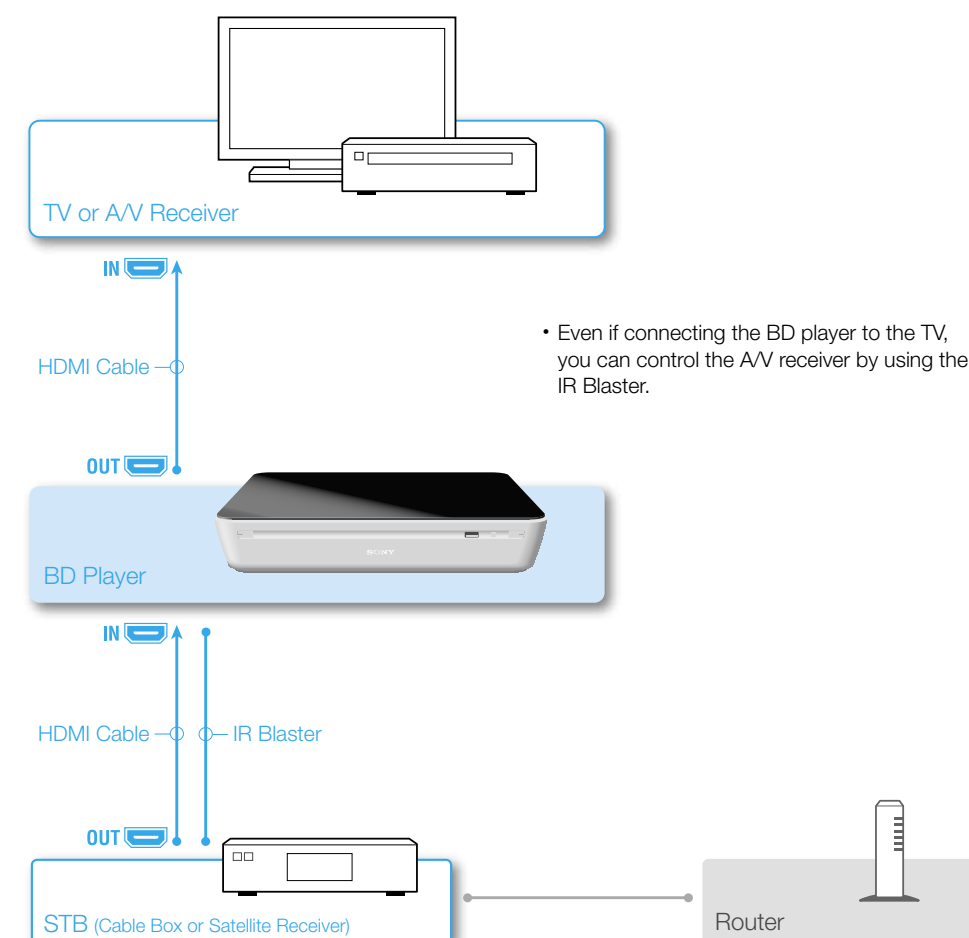 TV or A/V Receiver
IN
HDMI Cable
• Even if connecting the BD player to the TV,
you can control the A/V receiver by using the
IR Blaster.
OUT
SONY
BD Player
IN
HDMI Cable
IR Blaster
OUT
STB (Cable Box or Satellite Receiver)
Router